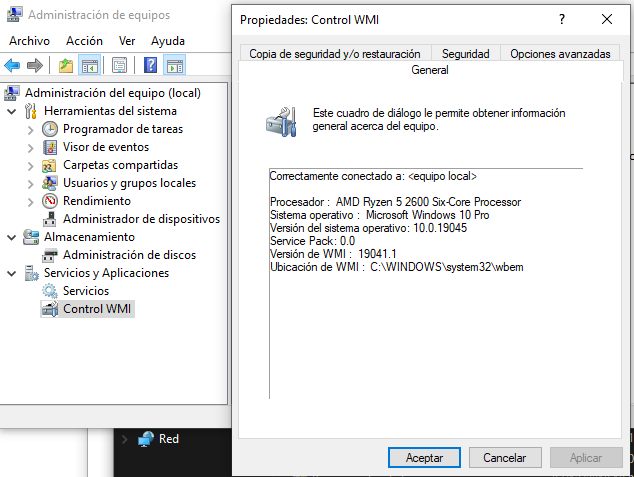 Administración de equipos
Archivo Acción Ver Ayuda
Administración del equipo (local)
Herramientas del sistema
Programador de tareas
Visor de eventos
Carpetas compartidas
Usuarios y grupos locales
Rendimiento
Administrador de dispositivos
Almacenamiento
Administración de discos
Servicios y Aplicaciones
Servicios
Control WMI
Propiedades: Control WMI
Copia de seguridad y/o restauración Seguridad Opciones avanzadas
General
Este cuadro de diálogo le permite obtener información
general acerca del equipo.
Correctamente conectado a: <equipo local>
Procesador : AMD Ryzen 5 2600 Six-Core Processor
Sistema operativo : Microsoft Windows 10 Pro
Versión del sistema operativo: 10.0.19045
Service Pack: 0.0
Versión de WMI : 19041.1
Ubicación de WMI : C:\WINDOWS\system32\wbem
Aceptar Cancelar Aplicar
Red